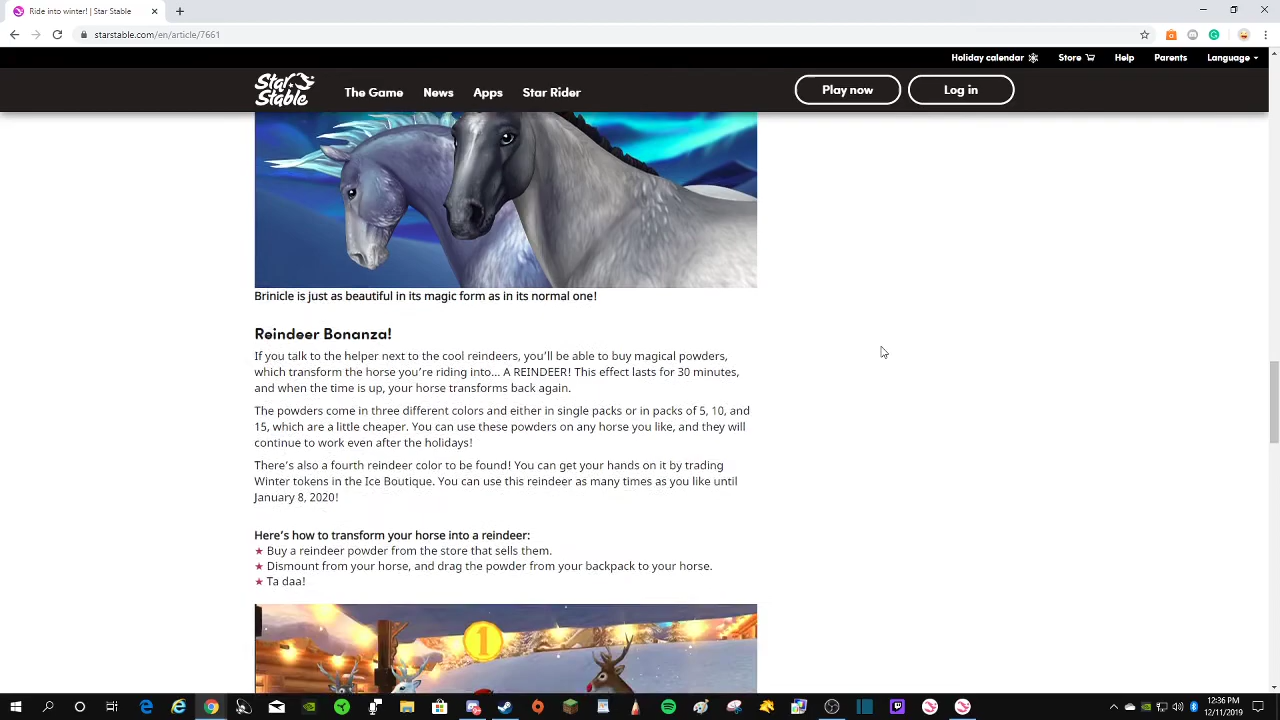 Ride into winter! | Star Stable
starstable.com/en/article/7661
Holiday calendar Store Help Parents Language
Star Stable The Game News Apps Star Rider Play now Log in
Brinicle is just as beautiful in its magic form as in its normal one!
Reindeer Bonanza!
If you talk to the helper next to the cool reindeers, you'll be able to buy magical powders,
which transform the horse you're riding into... A REINDEER! This effect lasts for 30 minutes,
and when the time is up, your horse transforms back again.
The powders come in three different colors and either in single packs or in packs of 5, 10, and
15, which are a little cheaper. You can use these powders on any horse you like, and they will
continue to work even after the holidays!
There's also a fourth reindeer color to be found! You can get your hands on it by trading
Winter tokens in the Ice Boutique. You can use this reindeer as many times as you like until
January 8, 2020!
Here's how to transform your horse into a reindeer:
★ Buy a reindeer powder from the store that sells them.
★ Dismount from your horse, and drag the powder from your backpack to your horse.
★ Ta daa!
1
12:36 PM
12/11/2019